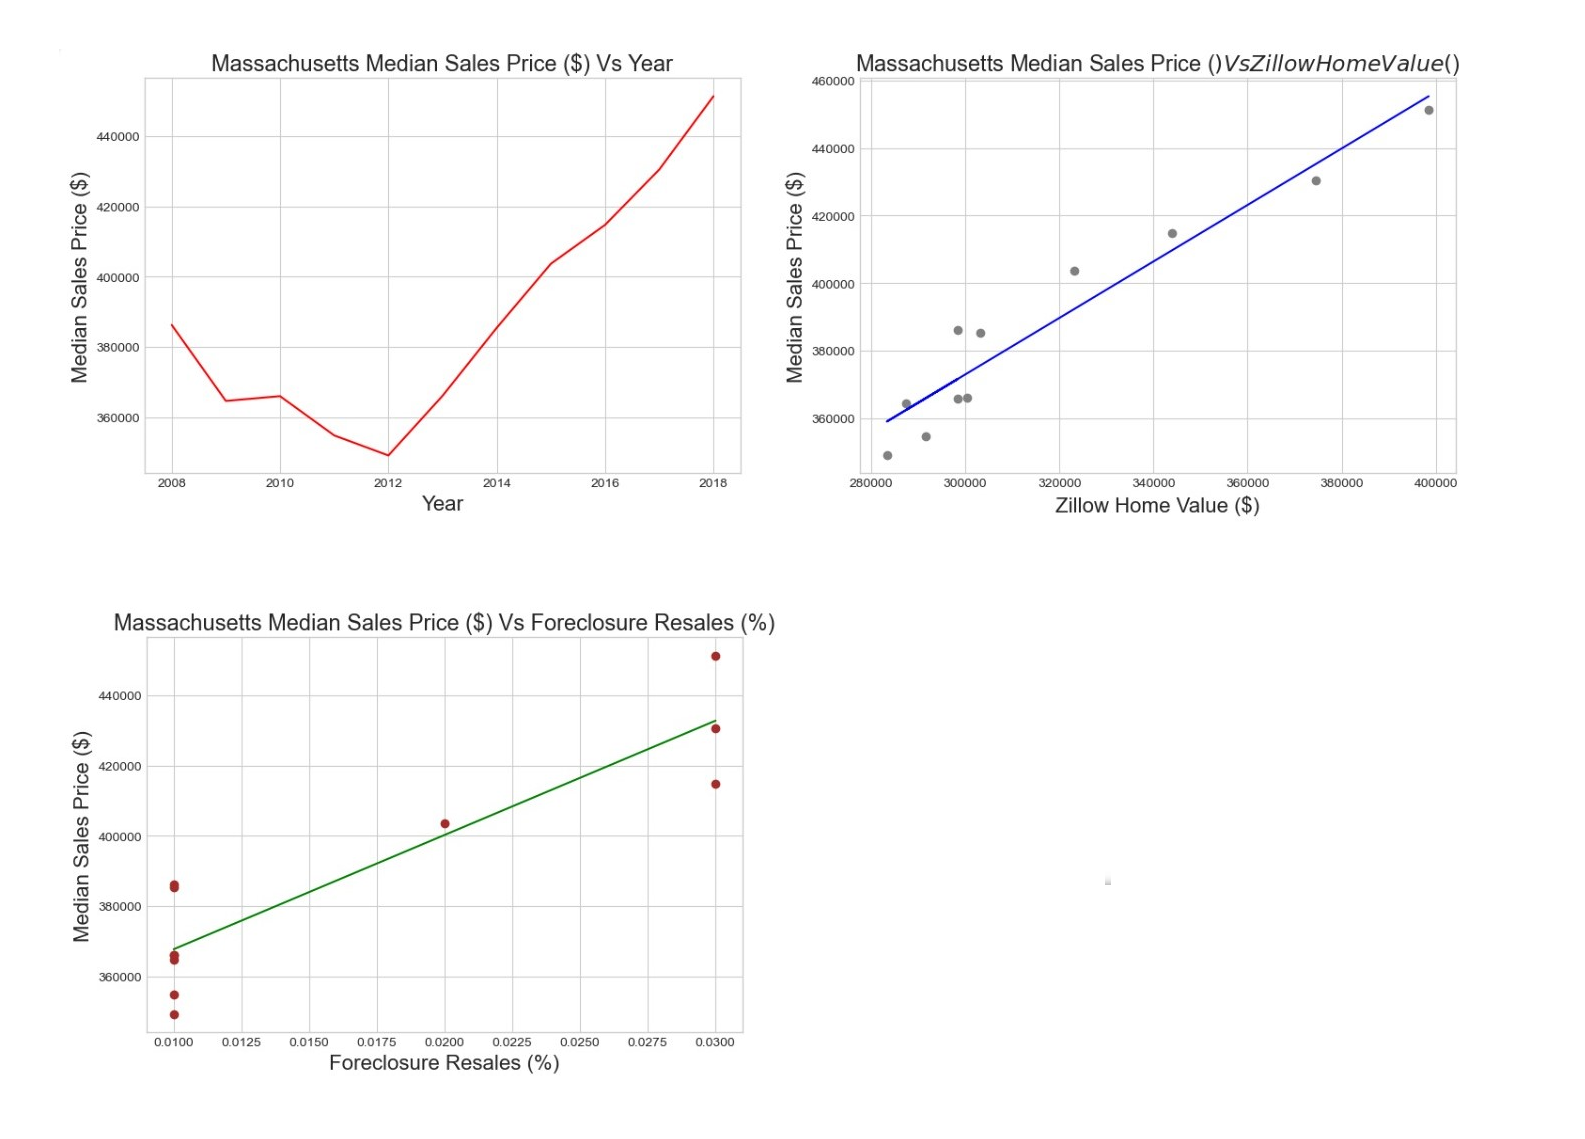 Massachusetts Median Sales Price ($) Vs Year
Median Sales Price ($)
440000
420000
400000
380000
360000
2008 2010 2012 2014 2016 2018
Year
Massachusetts Median Sales Price ()VsZillowHomeValue()
Median Sales Price ($)
460000
440000
420000
400000
380000
360000
280000 300000 320000 340000 360000 380000 400000
Zillow Home Value ($)
Massachusetts Median Sales Price ($) Vs Foreclosure Resales (%)
Median Sales Price ($)
440000
420000
400000
380000
360000
0.0100 0.0125 0.0150 0.0175 0.0200 0.0225 0.0250 0.0275 0.0300
Foreclosure Resales (%)